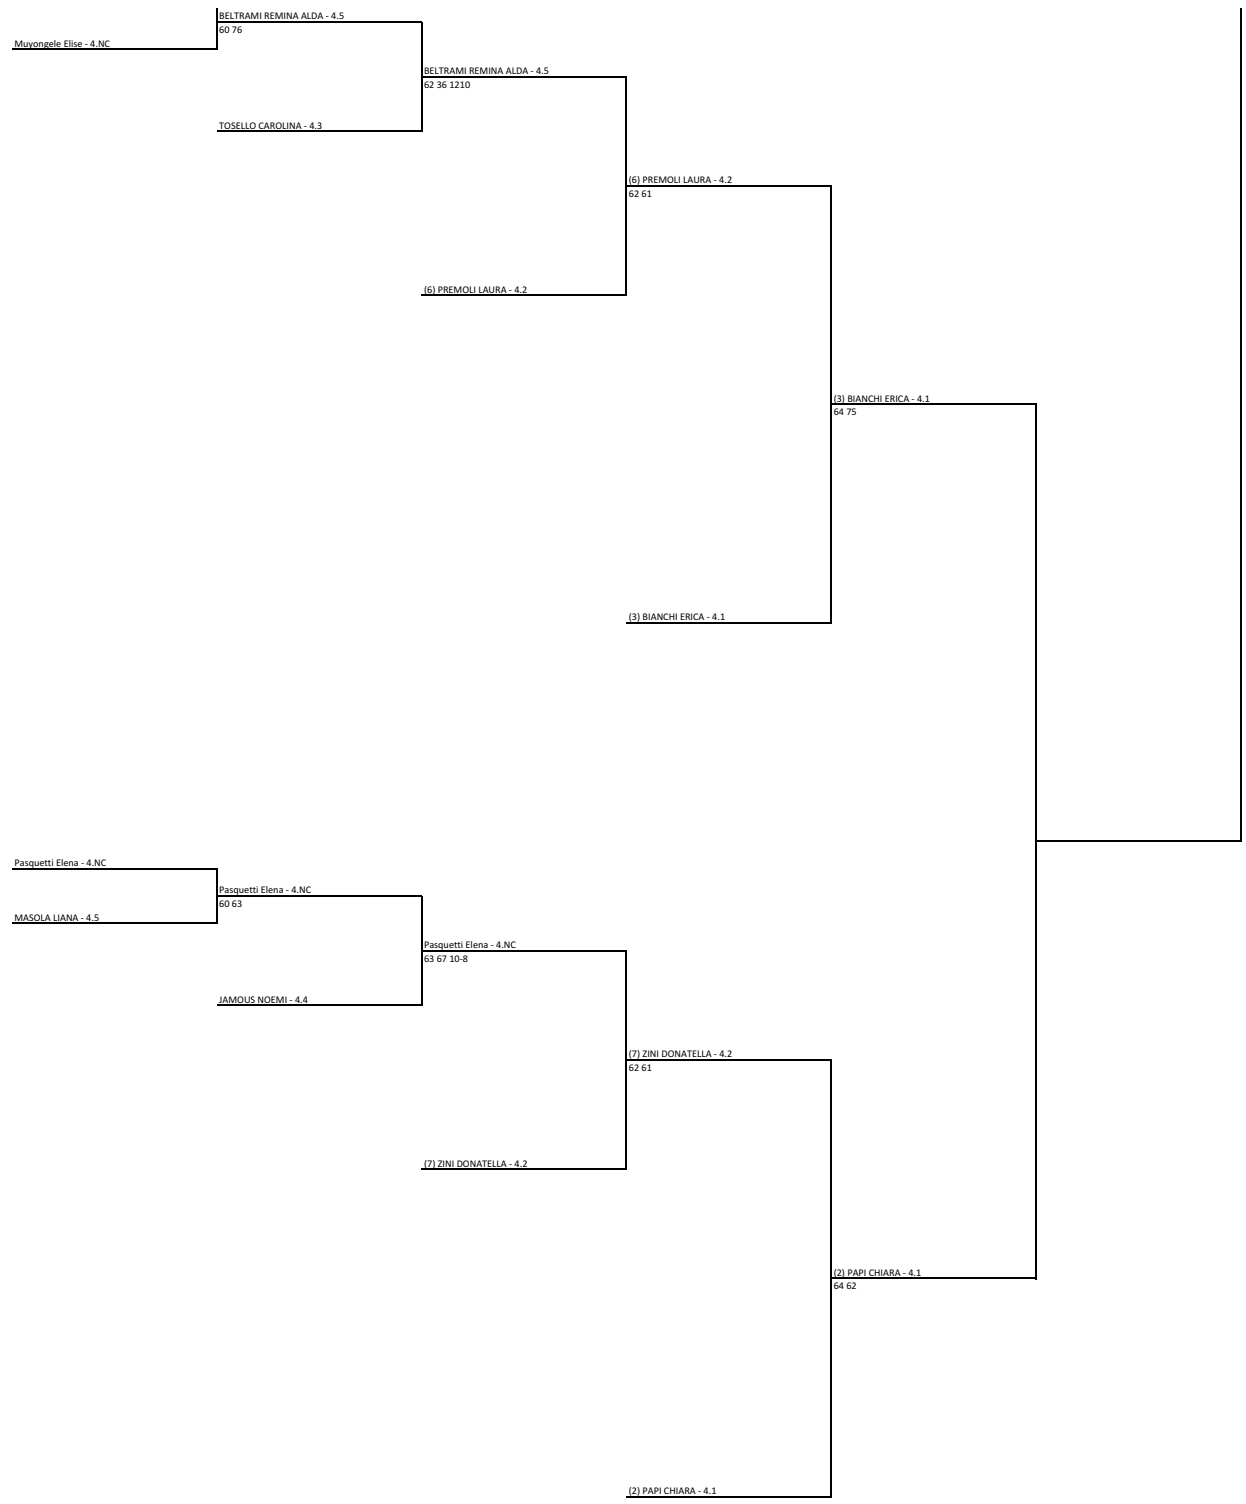 BELTRAMI REMINA ALDA - 4.5
60 76
Muyongele Elise - 4.NC
BELTRAMI REMINA ALDA - 4.5
62 36 1210
TOSELLO CAROLINA - 4.3
(6) PREMOLI LAURA - 4.2
62 61
(6) PREMOLI LAURA - 4.2
(3) BIANCHI ERICA - 4.1
64 75
(3) BIANCHI ERICA - 4.1
Pasquetti Elena - 4.NC
Pasquetti Elena - 4.NC
60 63
MASOLA LIANA - 4.5
Pasquetti Elena - 4.NC
63 67 10-8
JAMOUS NOEMI - 4.4
(7) ZINI DONATELLA - 4.2
62 61
(7) ZINI DONATELLA - 4.2
(2) PAPI CHIARA - 4.1
64 62
(2) PAPI CHIARA - 4.1